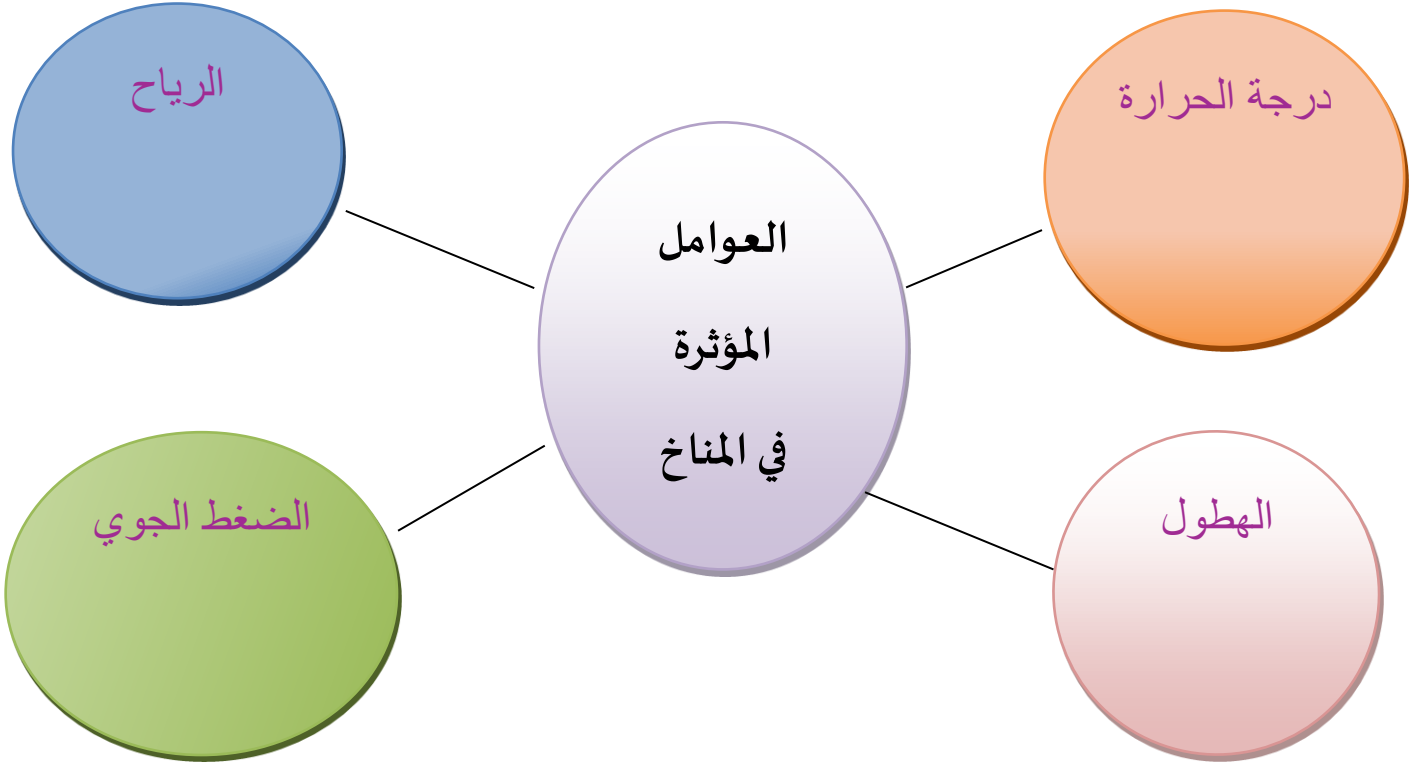 درجة الحرارة
الرياح
العوامل
المؤثرة
في المناخ
الهطول
الضغط الجوي